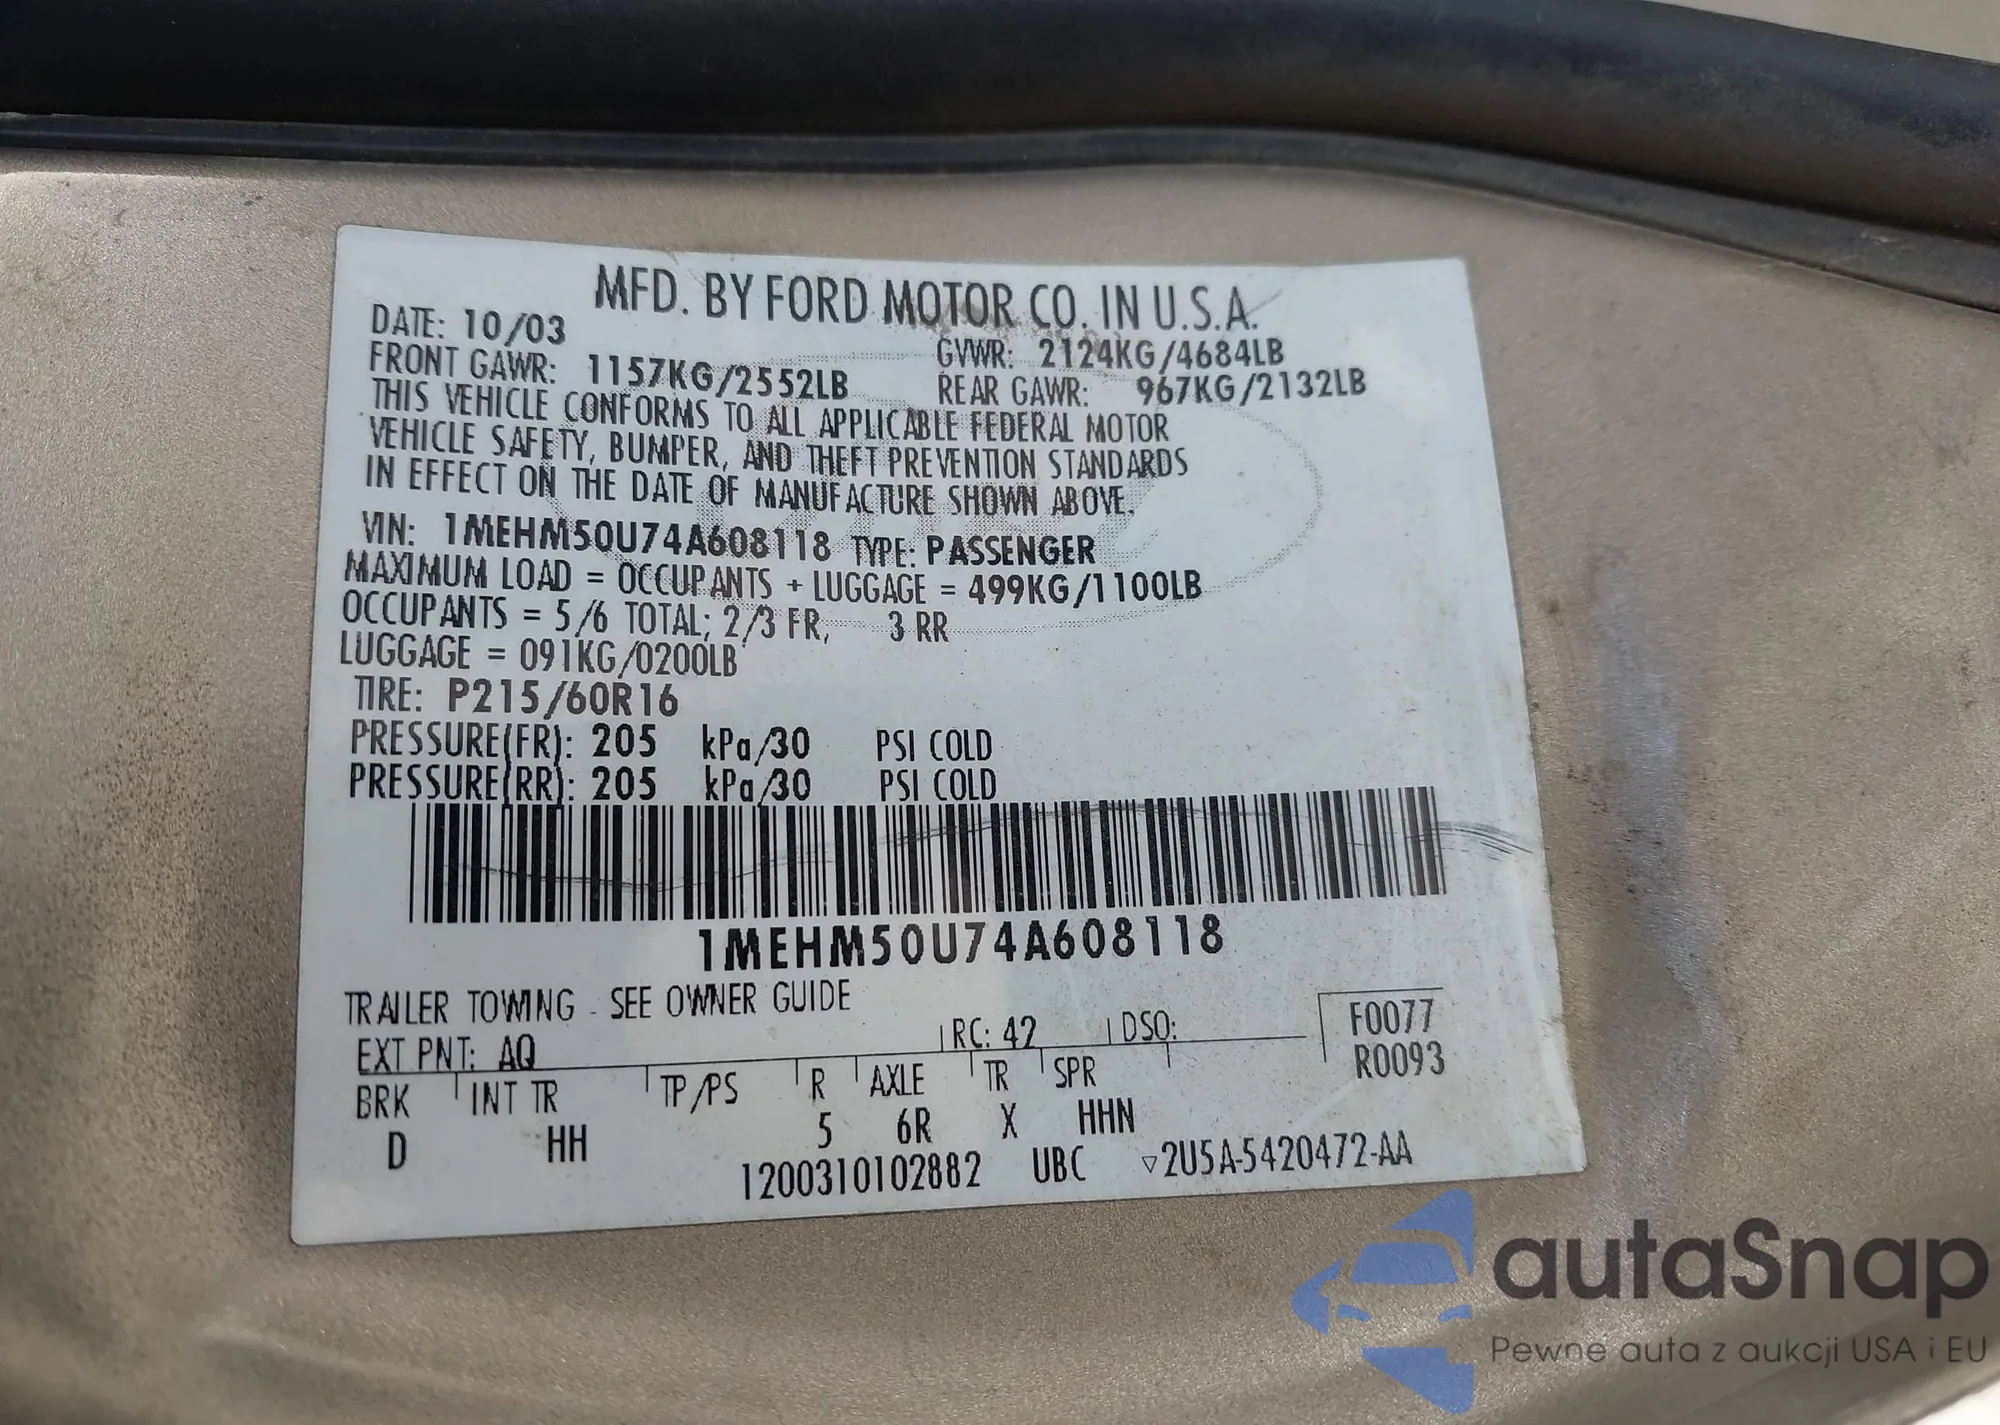 MFD. BY FORD MOTOR CO. IN U.S.A.
DATE: 10/03 GVWR: 2124KG/4684LB
FRONT GAWR: 1157KG/2552LB REAR GAWR: 967KG/2132LB
THIS VEHICLE CONFORMS TO ALL APPLICABLE FEDERAL MOTOR
VEHICLE SAFETY, BUMPER, AND THEFT PREVENTION STANDARDS
IN EFFECT ON THE DATE OF MANUFACTURE SHOWN ABOVE.
VIN: 1MEHM50U74A608118 TYPE: PASSENGER
MAXIMUM LOAD = OCCUPANTS + LUGGAGE = 499KG/1100LB
OCCUPANTS = 5/6 TOTAL; 2/3 FR, 3 RR
LUGGAGE = 091KG/0200LB
TIRE: P215/60R16
PRESSURE(FR): 205 kPa/30 PSI COLD
PRESSURE(RR): 205 kPa/30 PSI COLD
1MEHM50U74A608118
TRAILER TOWING - SEE OWNER GUIDE
EXT PNT: AQ RC: 42 DSO: F0077
R0093
BRK INT TR TP/PS R AXLE TR SPR
D HH 5 6R X HHN
1200310102882 UBC ▽2U5A-5420472-AA
autaSnap
Pewne auta z aukcji USA i EU